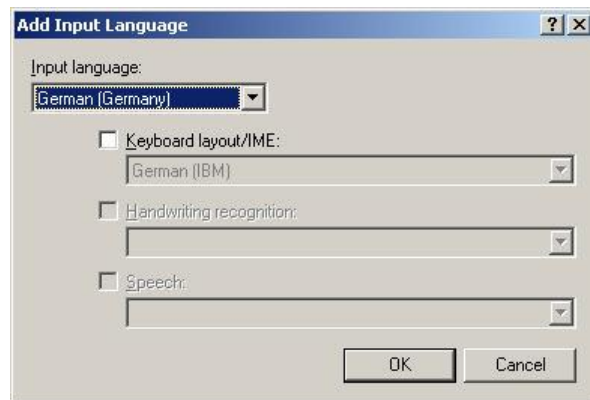 Add Input Language
Input language:
German (Germany)
Keyboard layout/IME:
German (IBM)
Handwriting recognition:
Speech:
OK Cancel